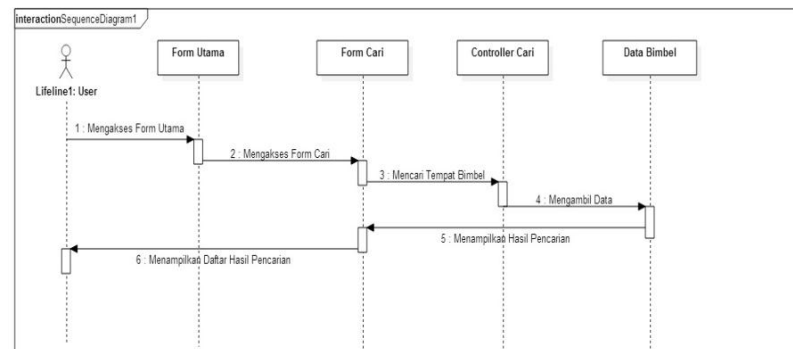 interactionSequenceDiagram1
Form Utama
Form Cari
Controller Cari
Data Bimbel
Lifeline1: User
1 : Mengakses Form Utama
2 : Mengakses Form Cari
3 : Mencari Tempat Bimbel
4 : Mengambil Data
5 : Menampilkan Hasil Pencarian
6 : Menampilkan Daftar Hasil Pencarian